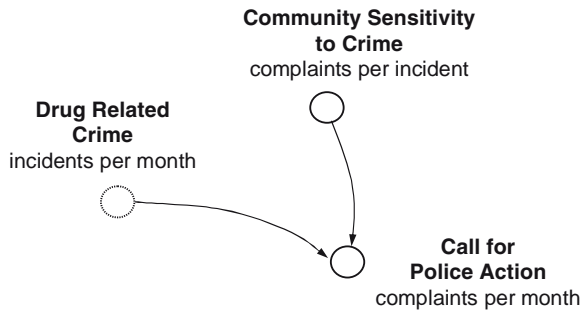 Community Sensitivity
to Crime
complaints per incident
Drug Related
Crime
incidents per month
Call for
Police Action
complaints per month